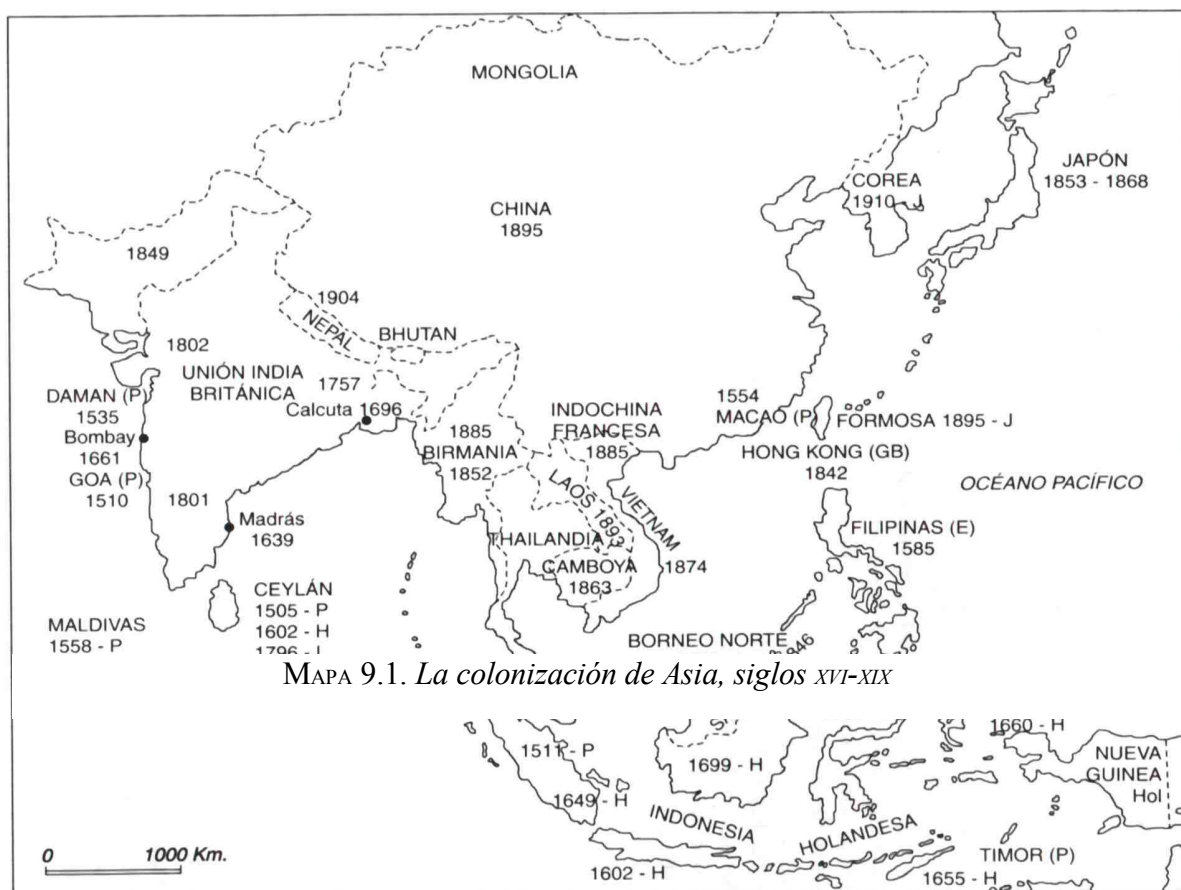 MONGOLIA
JAPÓN
1853 - 1868
COREA
1910 - J
CHINA
1895
1849
1904
NEPAL
BHUTAN
1802
UNIÓN INDIA
BRITÁNICA
1757
DAMAN (P)
1535
Calcuta 1696
1554
MACAO (P)
FORMOSA 1895 - J
INDOCHINA
FRANCESA
1885
1885
BIRMANIA
1852
Bombay
1661
HONG KONG (GB)
1842
GOA (P)
1510
1801
OCÉANO PACÍFICO
LAOS 1893
VIETNAM
Madrás
1639
FILIPINAS (E)
1585
THAILANDIA
CAMBOYA
1863
1874
CEYLÁN
1505 - P
1602 - H
1796 - I
MALDIVAS
1558 - P
BORNEO NORTE
MAPA 9.1. La colonización de Asia, siglos XVI-XIX
1660 - H
1511 - P
1699 - H
NUEVA
GUINEA
Hol
1649 - H
INDONESIA
HOLANDESA
0 1000 Km.
1602 - H
TIMOR (P)
1655 - H